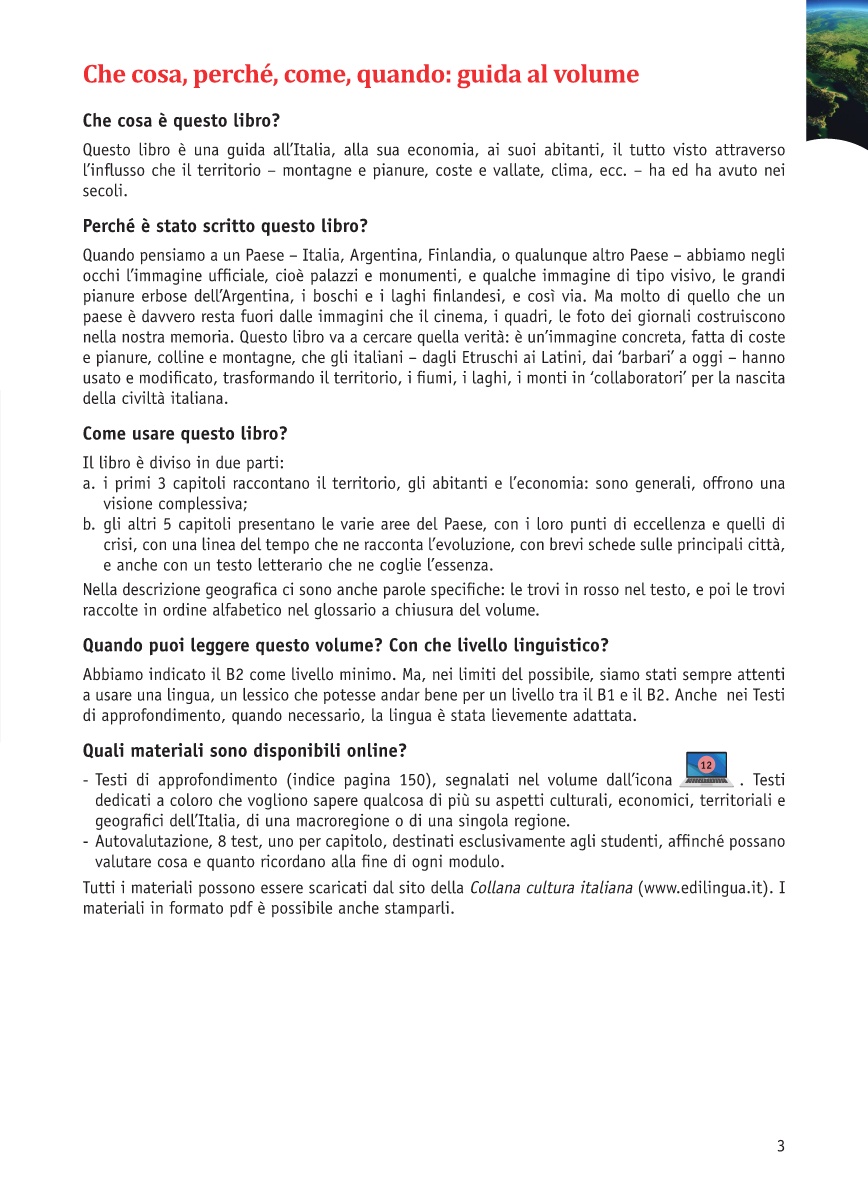 Che cosa, perché, come, quando: guida al volume
Che cosa è questo libro?
Questo libro è una guida all'Italia, alla sua economia, ai suoi abitanti, il tutto visto attraverso
l'influsso che il territorio – montagne e pianure, coste e vallate, clima, ecc. – ha ed ha avuto nei
secoli.
Perché è stato scritto questo libro?
Quando pensiamo a un Paese – Italia, Argentina, Finlandia, o qualunque altro Paese – abbiamo negli
occhi l'immagine ufficiale, cioè palazzi e monumenti, e qualche immagine di tipo visivo, le grandi
pianure erbose dell'Argentina, i boschi e i laghi finlandesi, e così via. Ma molto di quello che un
paese è davvero resta fuori dalle immagini che il cinema, i quadri, le foto dei giornali costruiscono
nella nostra memoria. Questo libro va a cercare quella verità: è un'immagine concreta, fatta di coste
e pianure, colline e montagne, che gli italiani – dagli Etruschi ai Latini, dai 'barbari' a oggi – hanno
usato e modificato, trasformando il territorio, i fiumi, i laghi, i monti in 'collaboratori' per la nascita
della civiltà italiana.
Come usare questo libro?
Il libro è diviso in due parti:
a. i primi 3 capitoli raccontano il territorio, gli abitanti e l'economia: sono generali, offrono una
visione complessiva;
b. gli altri 5 capitoli presentano le varie aree del Paese, con i loro punti di eccellenza e quelli di
crisi, con una linea del tempo che ne racconta l'evoluzione, con brevi schede sulle principali città,
e anche con un testo letterario che ne coglie l'essenza.
Nella descrizione geografica ci sono anche parole specifiche: le trovi in rosso nel testo, e poi le trovi
raccolte in ordine alfabetico nel glossario a chiusura del volume.
Quando puoi leggere questo volume? Con che livello linguistico?
Abbiamo indicato il B2 come livello minimo. Ma, nei limiti del possibile, siamo stati sempre attenti
a usare una lingua, un lessico che potesse andar bene per un livello tra il B1 e il B2. Anche nei Testi
di approfondimento, quando necessario, la lingua è stata lievemente adattata.
Quali materiali sono disponibili online?
- Testi di approfondimento (indice pagina 150), segnalati nel volume dall'icona 12 . Testi
dedicati a coloro che vogliono sapere qualcosa di più su aspetti culturali, economici, territoriali e
geografici dell'Italia, di una macroregione o di una singola regione.
- Autovalutazione, 8 test, uno per capitolo, destinati esclusivamente agli studenti, affinché possano
valutare cosa e quanto ricordano alla fine di ogni modulo.
Tutti i materiali possono essere scaricati dal sito della Collana cultura italiana (www.edilingua.it). I
materiali in formato pdf è possibile anche stamparli.
3